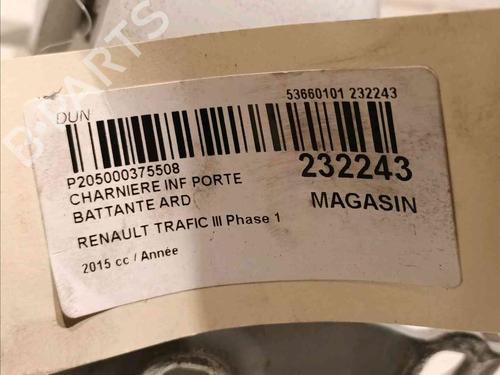 B-PARTS
DUN
53660101 232243
P205000375508
CHARNIERE INF PORTE
BATTANTE ARD
RENAULT TRAFIC III Phase 1
2015 cc / Année
232243
MAGASIN